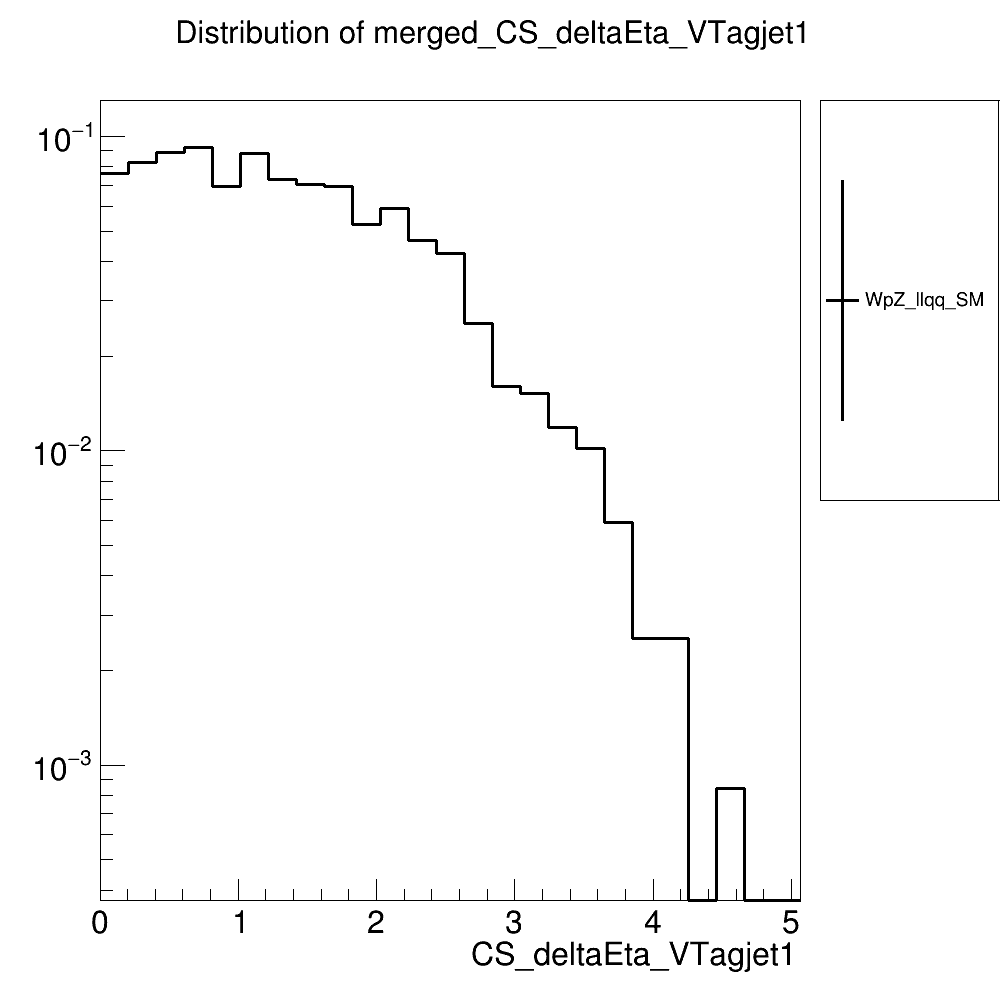 Distribution of merged_CS_deltaEta_VTagjet1
10⁻¹
10⁻²
10⁻³
WpZ_llqq_SM
0 1 2 3 4 5
CS_deltaEta_VTagjet1